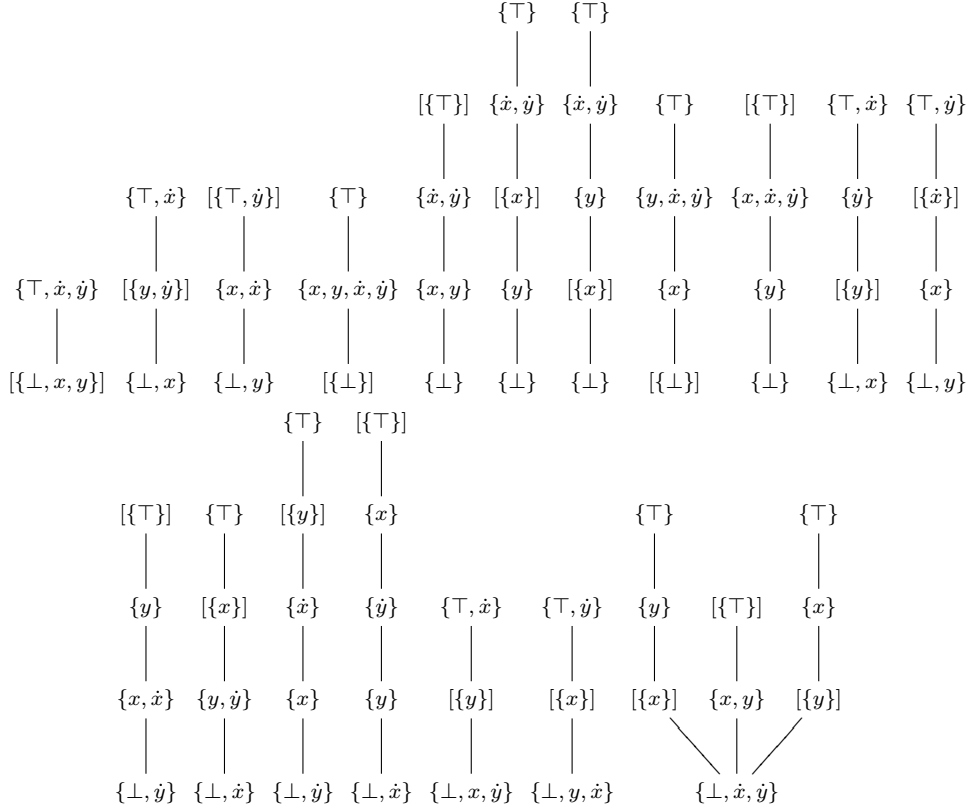 {⊤} {⊤}
[{⊤}] {ẋ, ẏ} {ẋ, ẏ} {⊤} [{⊤}] {⊤, ẋ} {⊤, ẏ}
{⊤, ẋ} [{⊤, ẏ}] {⊤} {ẋ, ẏ} [{x}] {y} {y, ẋ, ẏ} {x, ẋ, ẏ} {ẏ} [{ẋ}]
{⊤, ẋ, ẏ} [{y, ẏ}] {x, ẋ} {x, y, ẋ, ẏ} {x, y} {y} [{x}] {x} {y} [{y}] {x}
[{⊥, x, y}] {⊥, x} {⊥, y} [{⊥}] {⊥} {⊥} {⊥} [{⊥}] {⊥} {⊥, x} {⊥, y}
{⊤} [{⊤}]
[{⊤}] {⊤} [{y}] {x} {⊤} {⊤}
{y} [{x}] {ẋ} {ẏ} {⊤, ẋ} {⊤, ẏ} {y} [{⊤}] {x}
{x, ẋ} {y, ẏ} {x} {y} [{y}] [{x}] [{x}] {x, y} [{y}]
{⊥, ẏ} {⊥, ẋ} {⊥, ẏ} {⊥, ẋ} {⊥, x, ẏ} {⊥, y, ẋ} {⊥, ẋ, ẏ}